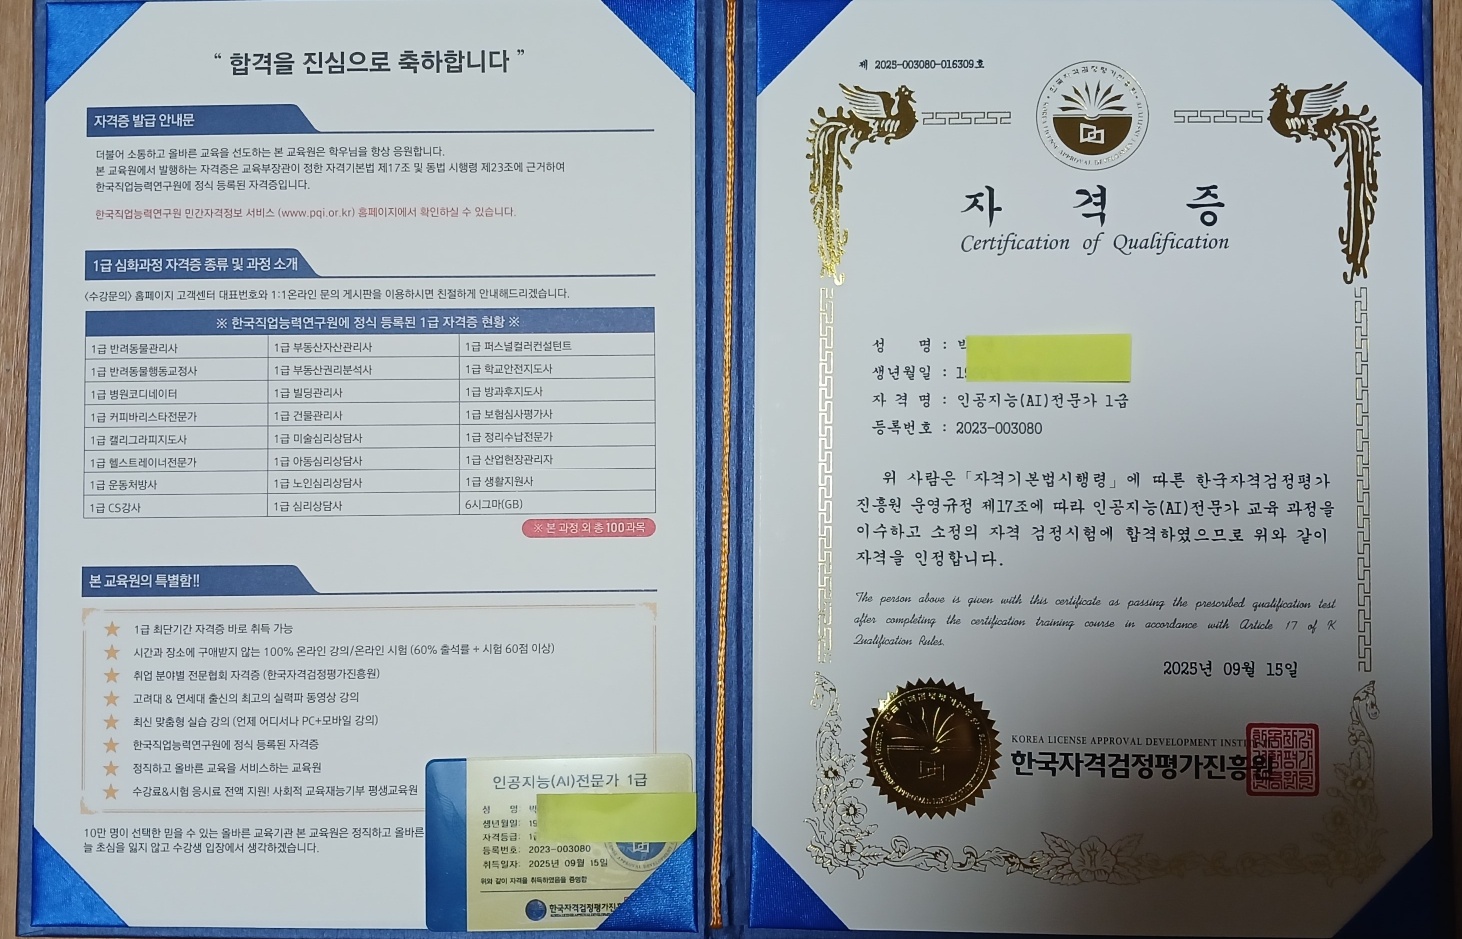 “ 합격을 진심으로 축하합니다 ”
자격증 발급 안내문
더불어 소통하고 올바른 교육을 선도하는 본 교육원은 학우님을 항상 응원합니다.
본 교육원에서 발행하는 자격증은 교육부장관이 정한 자격기본법 제17조 및 동법 시행령 제23조에 근거하여
한국직업능력연구원에 정식 등록된 자격증입니다.
한국직업능력연구원 민간자격정보 서비스 (www.pqi.or.kr) 홈페이지에서 확인하실 수 있습니다.
1급 심화과정 자격증 종류 및 과정 소개
<수강문의> 홈페이지 고객센터 대표번호와 1:1온라인 문의 게시판을 이용하시면 친절하게 안내해드리겠습니다.
※ 한국직업능력연구원에 정식 등록된 1급 자격증 현황 ※
1급 반려동물관리사 1급 부동산자산관리사 1급 퍼스널컬러컨설턴트
1급 반려동물행동교정사 1급 부동산권리분석사 1급 학교안전지도사
1급 병원코디네이터 1급 빌딩관리사 1급 방과후지도사
1급 커피바리스타전문가 1급 건물관리사 1급 보험심사평가사
1급 캘리그라피지도사 1급 미술심리상담사 1급 정리수납전문가
1급 헬스트레이너전문가 1급 아동심리상담사 1급 산업현장관리자
1급 운동처방사 1급 노인심리상담사 1급 생활지원사
1급 CS강사 1급 심리상담사 6시그마(GB)
※ 본 과정 외 총 100과목
본 교육원의 특별함!!
1급 최단기간 자격증 바로 취득 가능
시간과 장소에 구애받지 않는 100% 온라인 강의/온라인 시험 (60% 출석률 + 시험 60점 이상)
취업 분야별 전문협회 자격증 (한국자격검정평가진흥원)
고려대 & 연세대 출신의 최고의 실력파 동영상 강의
최신 맞춤형 실습 강의 (언제 어디서나 PC+모바일 강의)
한국직업능력연구원에 정식 등록된 자격증
정직하고 올바른 교육을 서비스하는 교육원
수강료&시험 응시료 전액 지원! 사회적 교육재능기부 평생교육원
10만 명이 선택한 믿을 수 있는 올바른 교육기관 본 교육원은 정직하고 올바른
늘 초심을 잃지 않고 수강생 입장에서 생각하겠습니다.
인공지능(AI)전문가 1급
성 명:
생년월일: 19
자격등급: 1
등록번호: 2023-003080
취득일자: 2025년 09월 15일
위와 같이 자격을 취득하였음을 증명함
한국자격검정평가진흥
제 2025-003080-016309호
자 격 증
Certification of Qualification
성 명 :
생년월일 : 19
자 격 명 : 인공지능(AI)전문가 1급
등록번호 : 2023-003080
위 사람은 「자격기본법시행령」에 따른 한국자격검정평가
진흥원 운영규정 제17조에 따라 인공지능(AI)전문가 교육 과정을
이수하고 소정의 자격 검정시험에 합격하였으므로 위와 같이
자격을 인정합니다.
The person above is given with this certificate as passing the prescribed qualification test
after completing the certification training course in accordance with Article 17 of K
Qualification Rules.
2025년 09월 15일
KOREA LICENSE APPROVAL DEVELOPMENT INSTI
한국자격검정평가진흥원